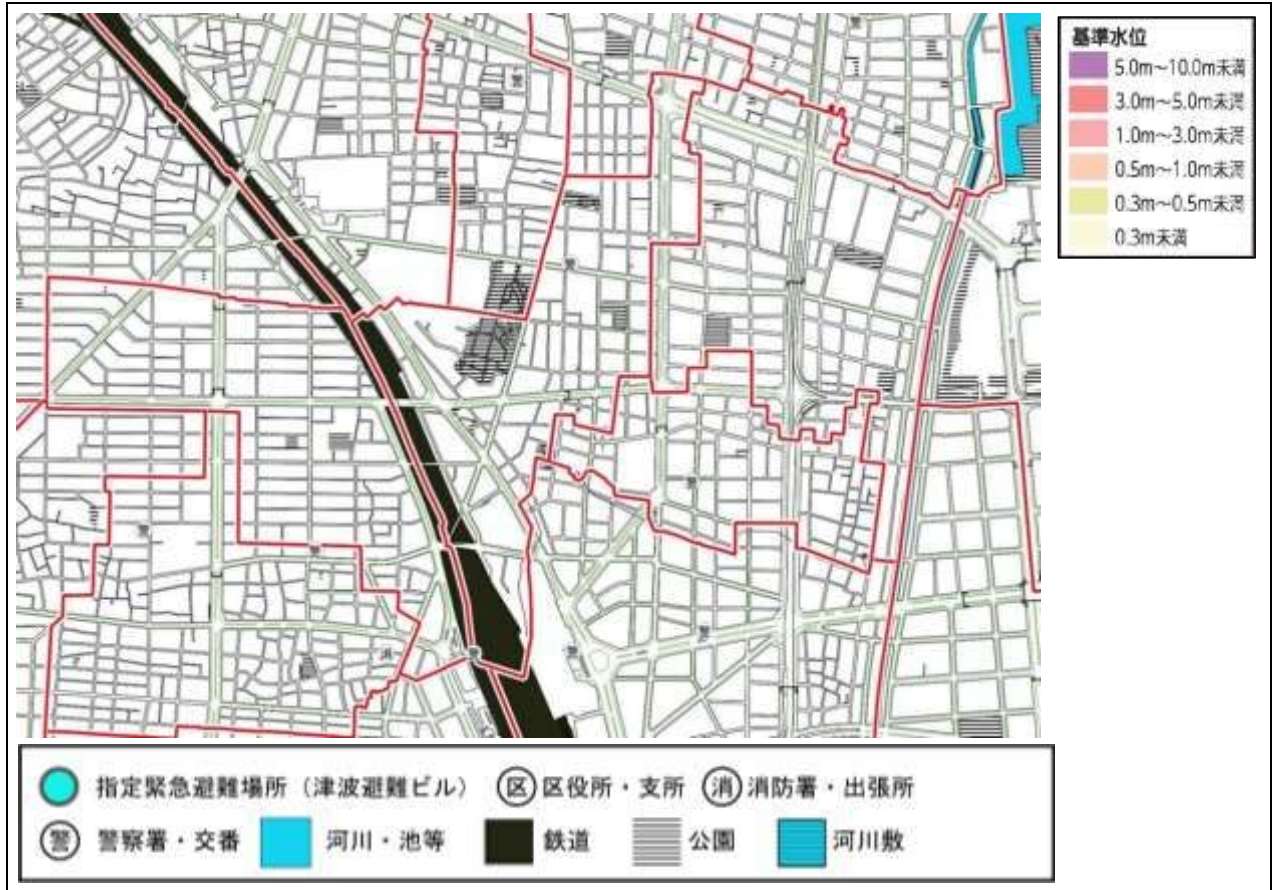 基準水位
5.0m～10.0m未満
3.0m～5.0m未満
1.0m～3.0m未満
0.5m～1.0m未満
0.3m～0.5m未満
0.3m未満
指定緊急避難場所（津波避難ビル） 区 区役所・支所 消 消防署・出張所
警 警察署・交番 河川・池等 鉄道 公園 河川敷